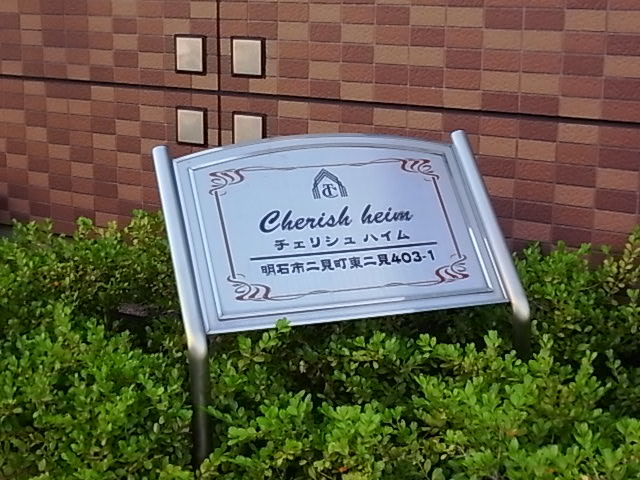 Cherish heim
チェリシュ ハイム
明石市二見町東二見403-1